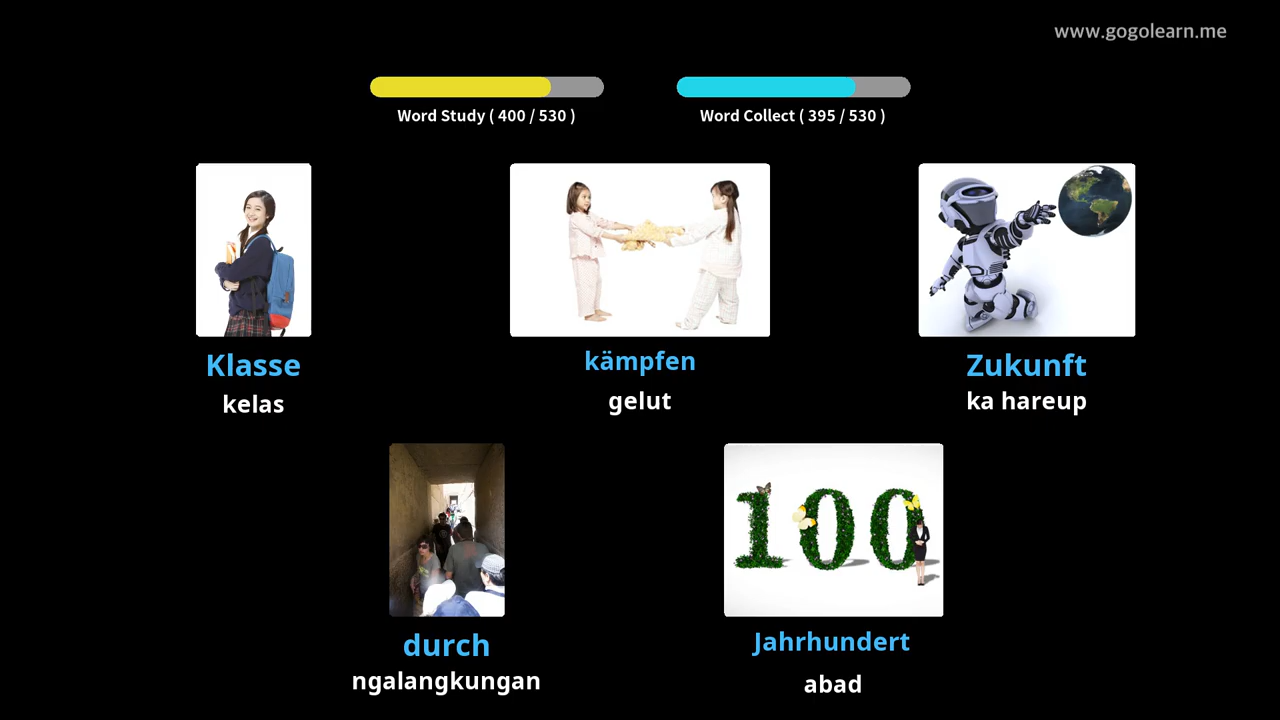 www.gogolearn.me
Word Study ( 400 / 530 )
Word Collect ( 395 / 530 )
Klasse
kelas
kämpfen
gelut
Zukunft
ka hareup
durch
ngalangkungan
100
Jahrhundert
abad